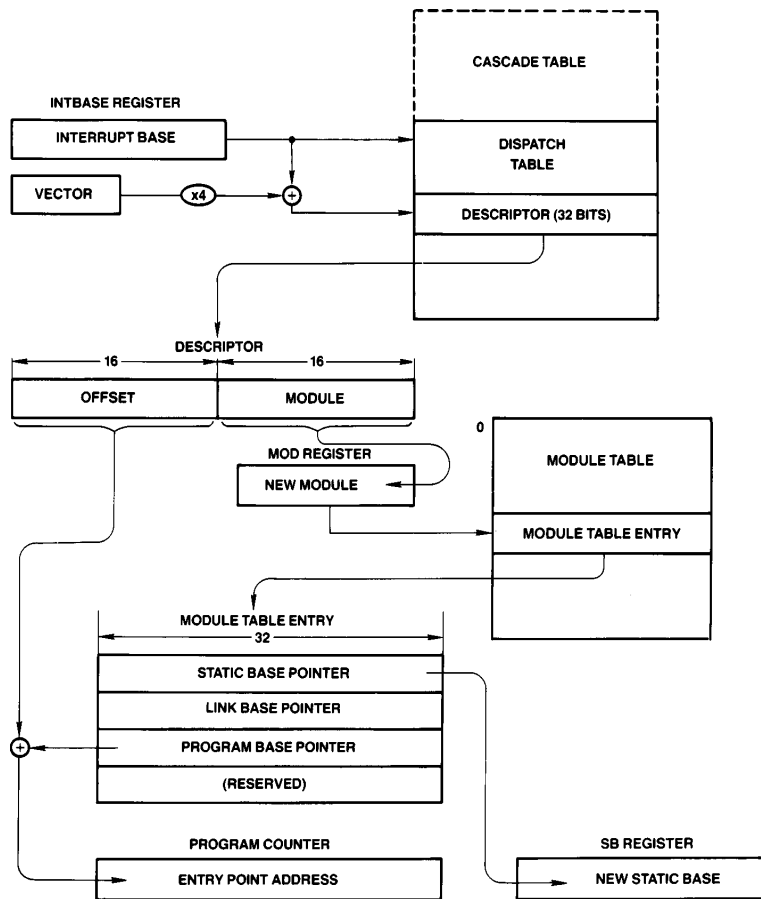 CASCADE TABLE
INTBASE REGISTER
INTERRUPT BASE
DISPATCH
TABLE
VECTOR
x4
+
DESCRIPTOR (32 BITS)
DESCRIPTOR
16
16
OFFSET
MODULE
0
MOD REGISTER
NEW MODULE
MODULE TABLE
MODULE TABLE ENTRY
MODULE TABLE ENTRY
32
STATIC BASE POINTER
LINK BASE POINTER
+
PROGRAM BASE POINTER
(RESERVED)
PROGRAM COUNTER
SB REGISTER
ENTRY POINT ADDRESS
NEW STATIC BASE